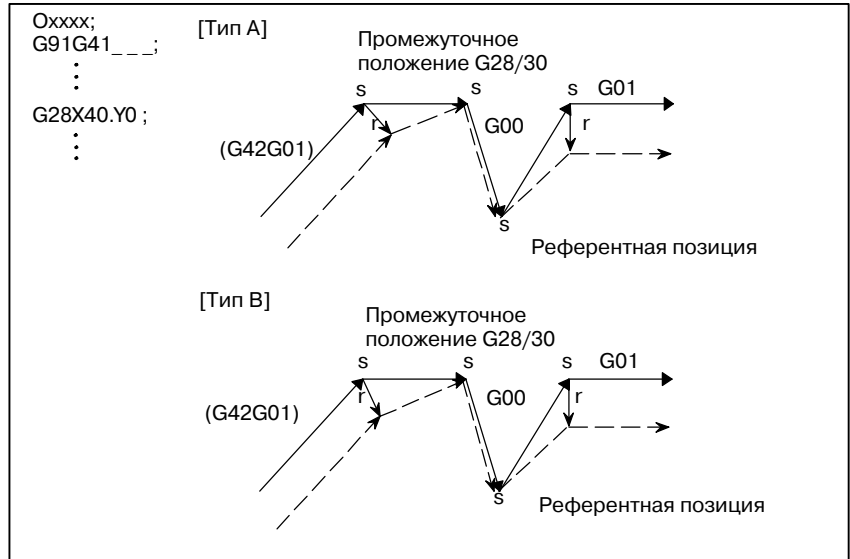 Oxxxx;
G91G41_ _ _;
G28X40.Y0 ;
[Тип A]
Промежуточное
положение G28/30
s
s
s
G01
r
G00
r
(G42G01)
s
Референтная позиция
[Тип B]
Промежуточное
положение G28/30
s
s
s
G01
r
G00
r
(G42G01)
s
Референтная позиция